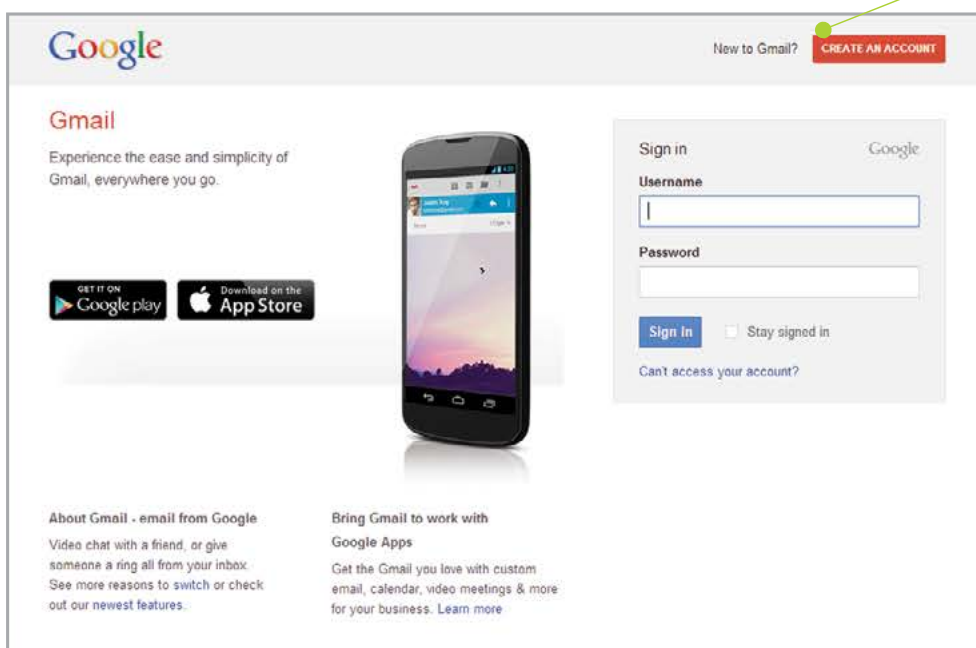 Google
New to Gmail? CREATE AN ACCOUNT
Gmail
Experience the ease and simplicity of
Gmail, everywhere you go.
GET IT ON
Google play
Download on the
App Store
Sign in Google
Username
Password
Sign In Stay signed in
Can't access your account?
About Gmail - email from Google
Video chat with a friend, or give
someone a ring all from your inbox.
See more reasons to switch or check
out our newest features.
Bring Gmail to work with
Google Apps
Get the Gmail you love with custom
email, calendar, video meetings & more
for your business. Learn more